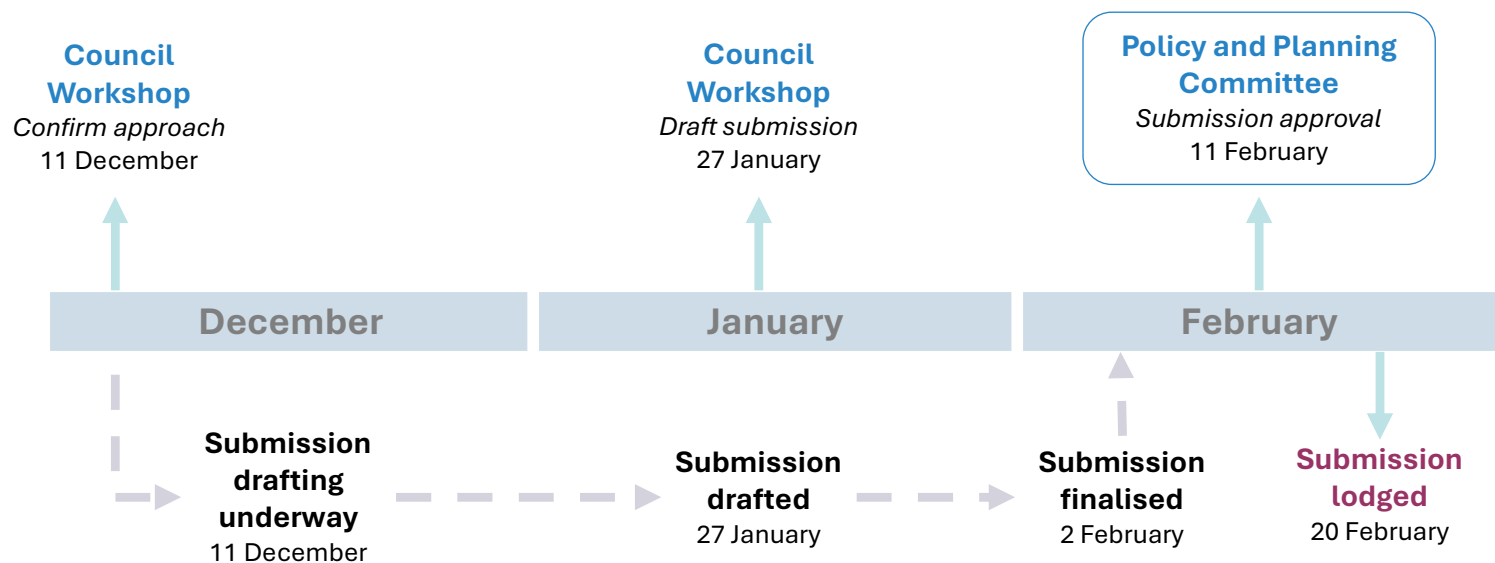 Council
Workshop
Confirm approach
11 December
Council
Workshop
Draft submission
27 January
Policy and Planning
Committee
Submission approval
11 February
December
January
February
Submission
drafting
underway
11 December
Submission
drafted
27 January
Submission
finalised
2 February
Submission
lodged
20 February